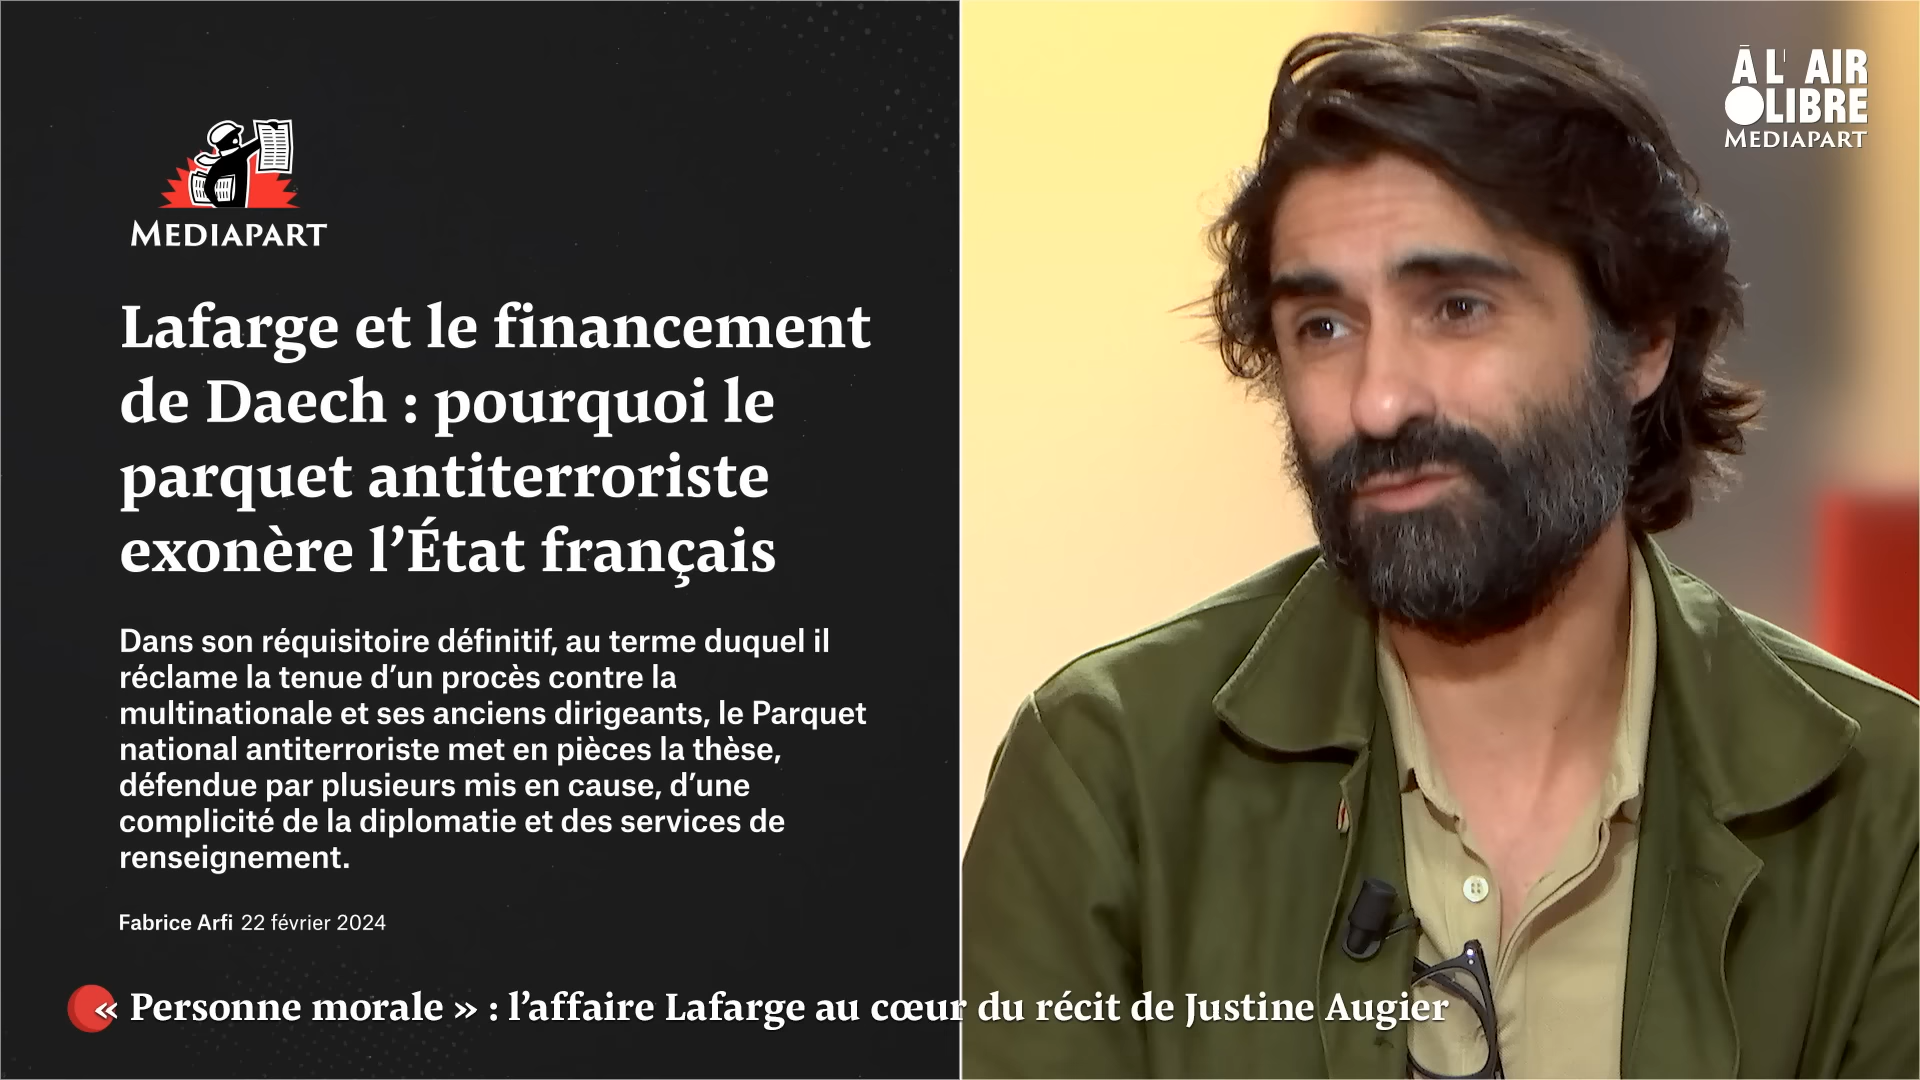 MEDIAPART
Lafarge et le financement
de Daech : pourquoi le
parquet antiterroriste
exonère l’État français
Dans son réquisitoire définitif, au terme duquel il
réclame la tenue d’un procès contre la
multinationale et ses anciens dirigeants, le Parquet
national antiterroriste met en pièces la thèse,
défendue par plusieurs mis en cause, d’une
complicité de la diplomatie et des services de
renseignement.
Fabrice Arfi 22 février 2024
« Personne morale » : l’affaire Lafarge au cœur du récit de Justine Augier
À L' AIR
LIBRE
MEDIAPART